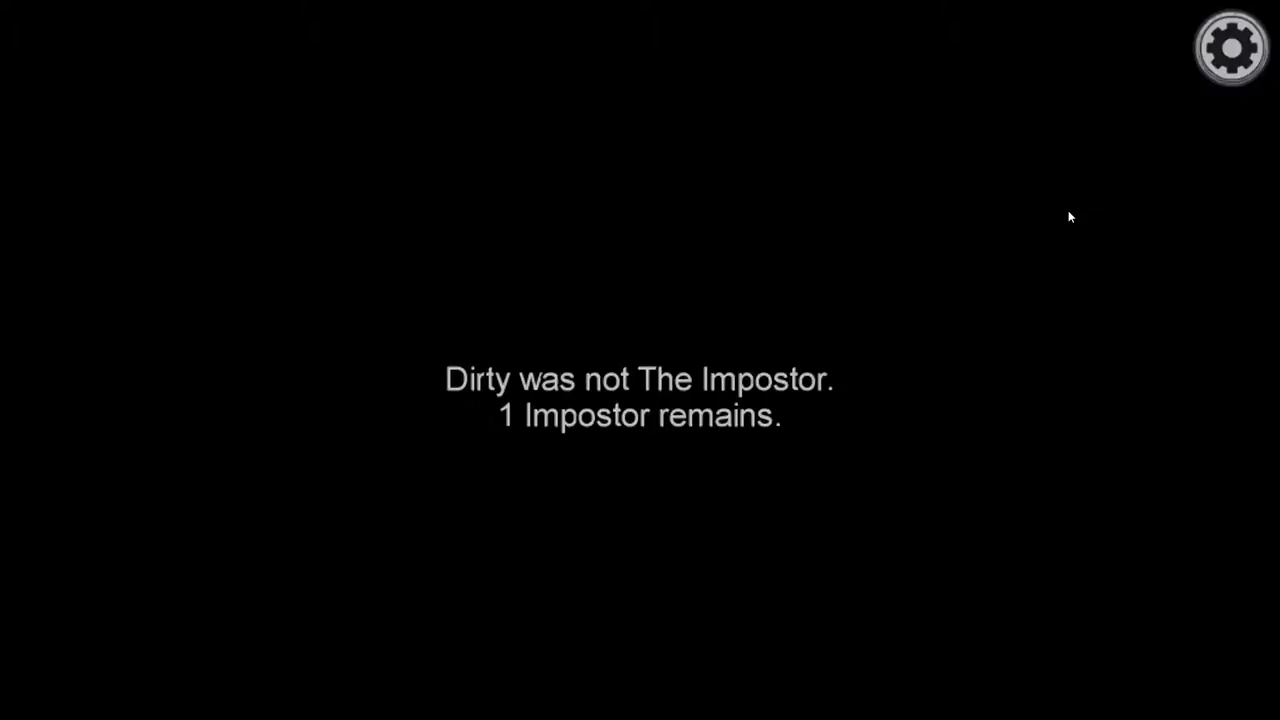 Dirty was not The Impostor.
1 Impostor remains.